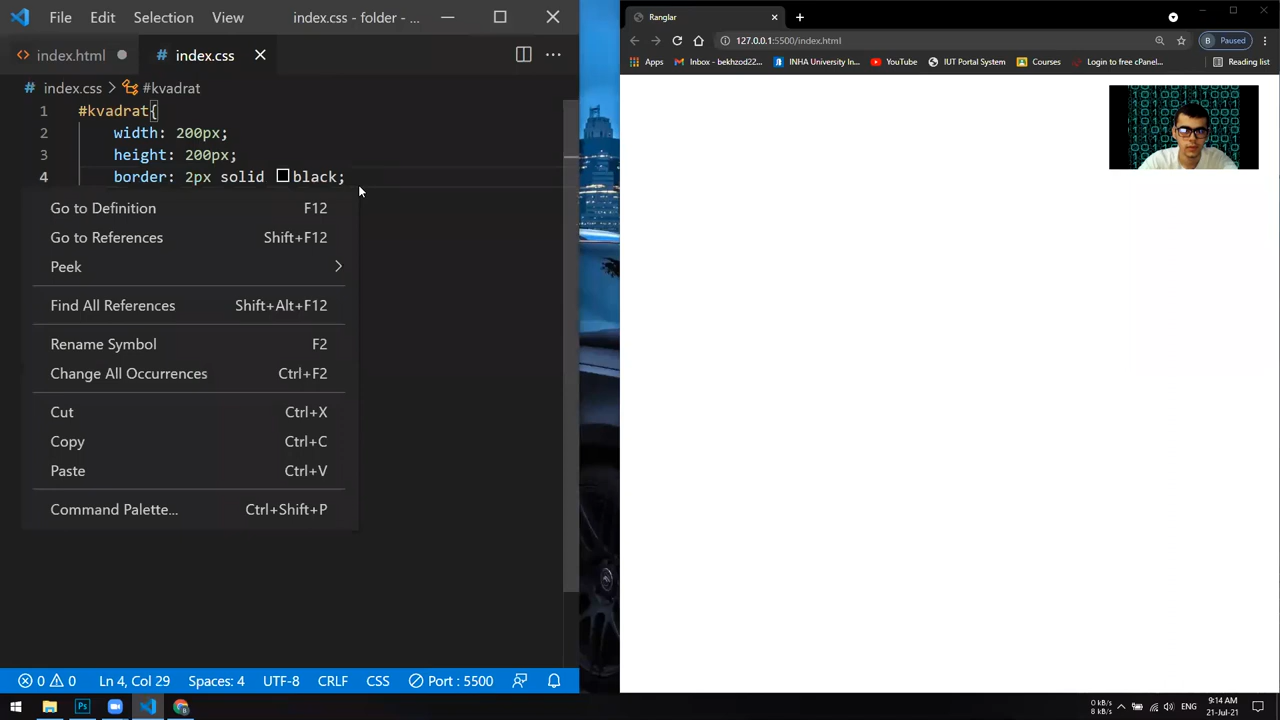 File Edit Selection View index.css - folder - ...
index.html index.css
index.css > #kvadrat
1 #kvadrat{
2 width: 200px;
3 height: 200px;
4 border: 2px solid black;
Go to Definition F12
Go to References Shift+F12
Peek
Find All References Shift+Alt+F12
Rename Symbol F2
Change All Occurrences Ctrl+F2
Cut Ctrl+X
Copy Ctrl+C
Paste Ctrl+V
Command Palette... Ctrl+Shift+P
0 0 Ln 4, Col 29 Spaces: 4 UTF-8 CRLF CSS Port : 5500
Ranglar
127.0.0.1:5500/index.html B Paused
Apps Inbox - bekhzod22... INHA University In... YouTube IUT Portal System Courses Login to free cPanel... Reading list
Ps
0 kB/s
8 kB/s
ENG
9:14 AM
21-Jul-21